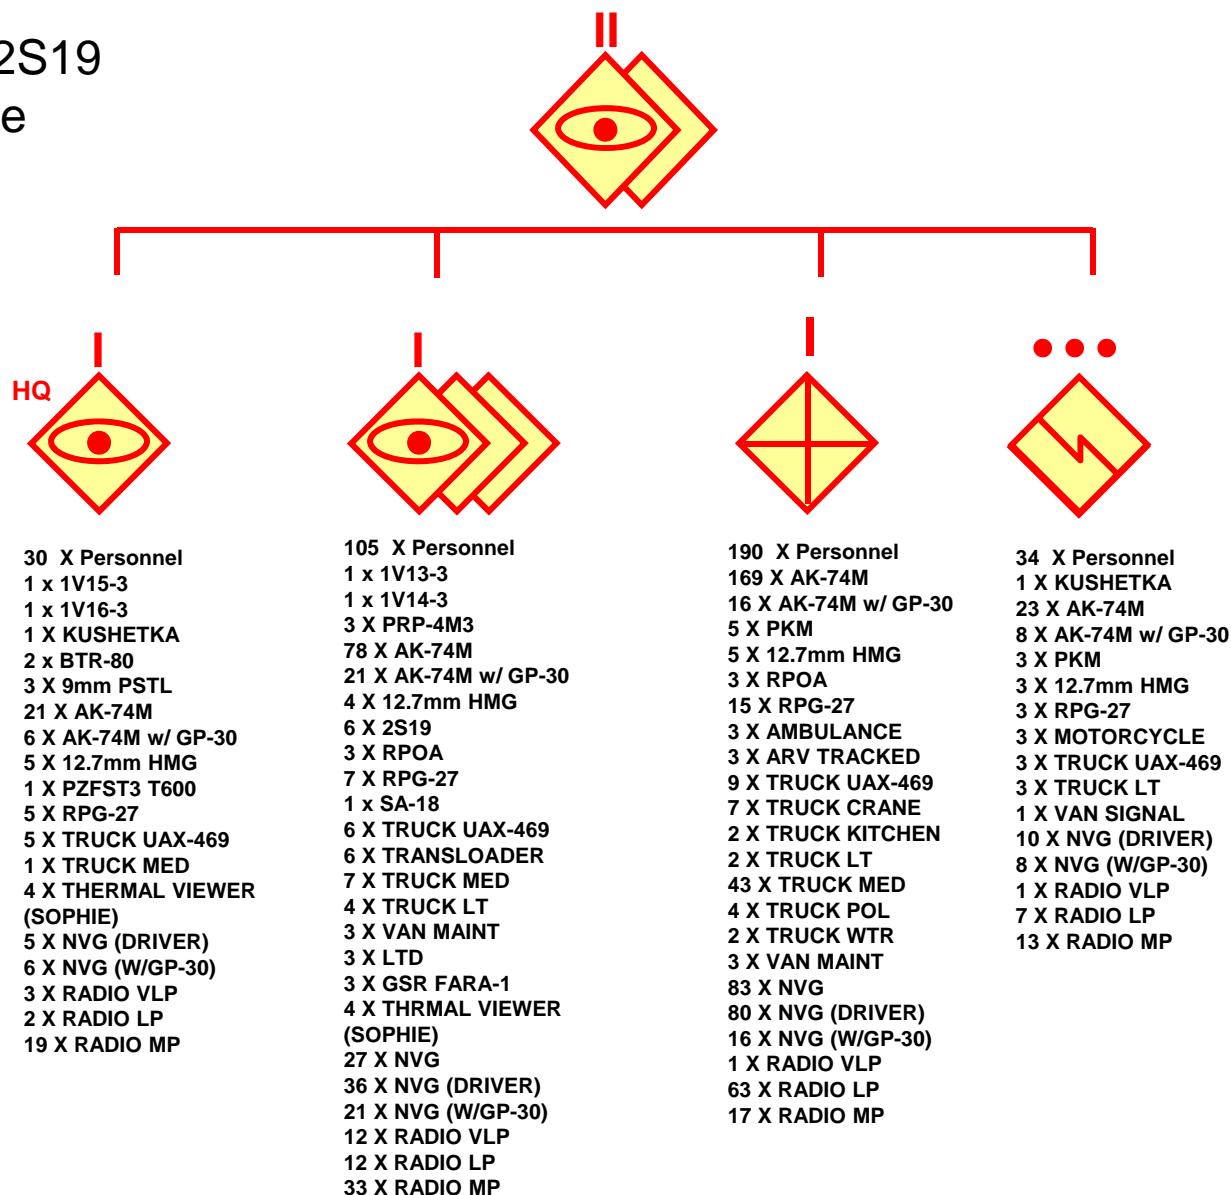 2S19
e
II
I
HQ
I
I
30 X Personnel
1 x 1V15-3
1 x 1V16-3
1 X KUSHETKA
2 x BTR-80
3 X 9mm PSTL
21 X AK-74M
6 X AK-74M w/ GP-30
5 X 12.7mm HMG
1 X PZFST3 T600
5 X RPG-27
5 X TRUCK UAX-469
1 X TRUCK MED
4 X THERMAL VIEWER
(SOPHIE)
5 X NVG (DRIVER)
6 X NVG (W/GP-30)
3 X RADIO VLP
2 X RADIO LP
19 X RADIO MP
105 X Personnel
1 x 1V13-3
1 x 1V14-3
3 X PRP-4M3
78 X AK-74M
21 X AK-74M w/ GP-30
4 X 12.7mm HMG
6 X 2S19
3 X RPOA
7 X RPG-27
1 x SA-18
6 X TRUCK UAX-469
6 X TRANSLOADER
7 X TRUCK MED
4 X TRUCK LT
3 X VAN MAINT
3 X LTD
3 X GSR FARA-1
4 X THRMAL VIEWER
(SOPHIE)
27 X NVG
36 X NVG (DRIVER)
21 X NVG (W/GP-30)
12 X RADIO VLP
12 X RADIO LP
33 X RADIO MP
190 X Personnel
169 X AK-74M
16 X AK-74M w/ GP-30
5 X PKM
5 X 12.7mm HMG
3 X RPOA
15 X RPG-27
3 X AMBULANCE
3 X ARV TRACKED
9 X TRUCK UAX-469
7 X TRUCK CRANE
2 X TRUCK KITCHEN
2 X TRUCK LT
43 X TRUCK MED
4 X TRUCK POL
2 X TRUCK WTR
3 X VAN MAINT
83 X NVG
80 X NVG (DRIVER)
16 X NVG (W/GP-30)
1 X RADIO VLP
63 X RADIO LP
17 X RADIO MP
34 X Personnel
1 X KUSHETKA
23 X AK-74M
8 X AK-74M w/ GP-30
3 X PKM
3 X 12.7mm HMG
3 X RPG-27
3 X MOTORCYCLE
3 X TRUCK UAX-469
3 X TRUCK LT
1 X VAN SIGNAL
10 X NVG (DRIVER)
8 X NVG (W/GP-30)
1 X RADIO VLP
7 X RADIO LP
13 X RADIO MP